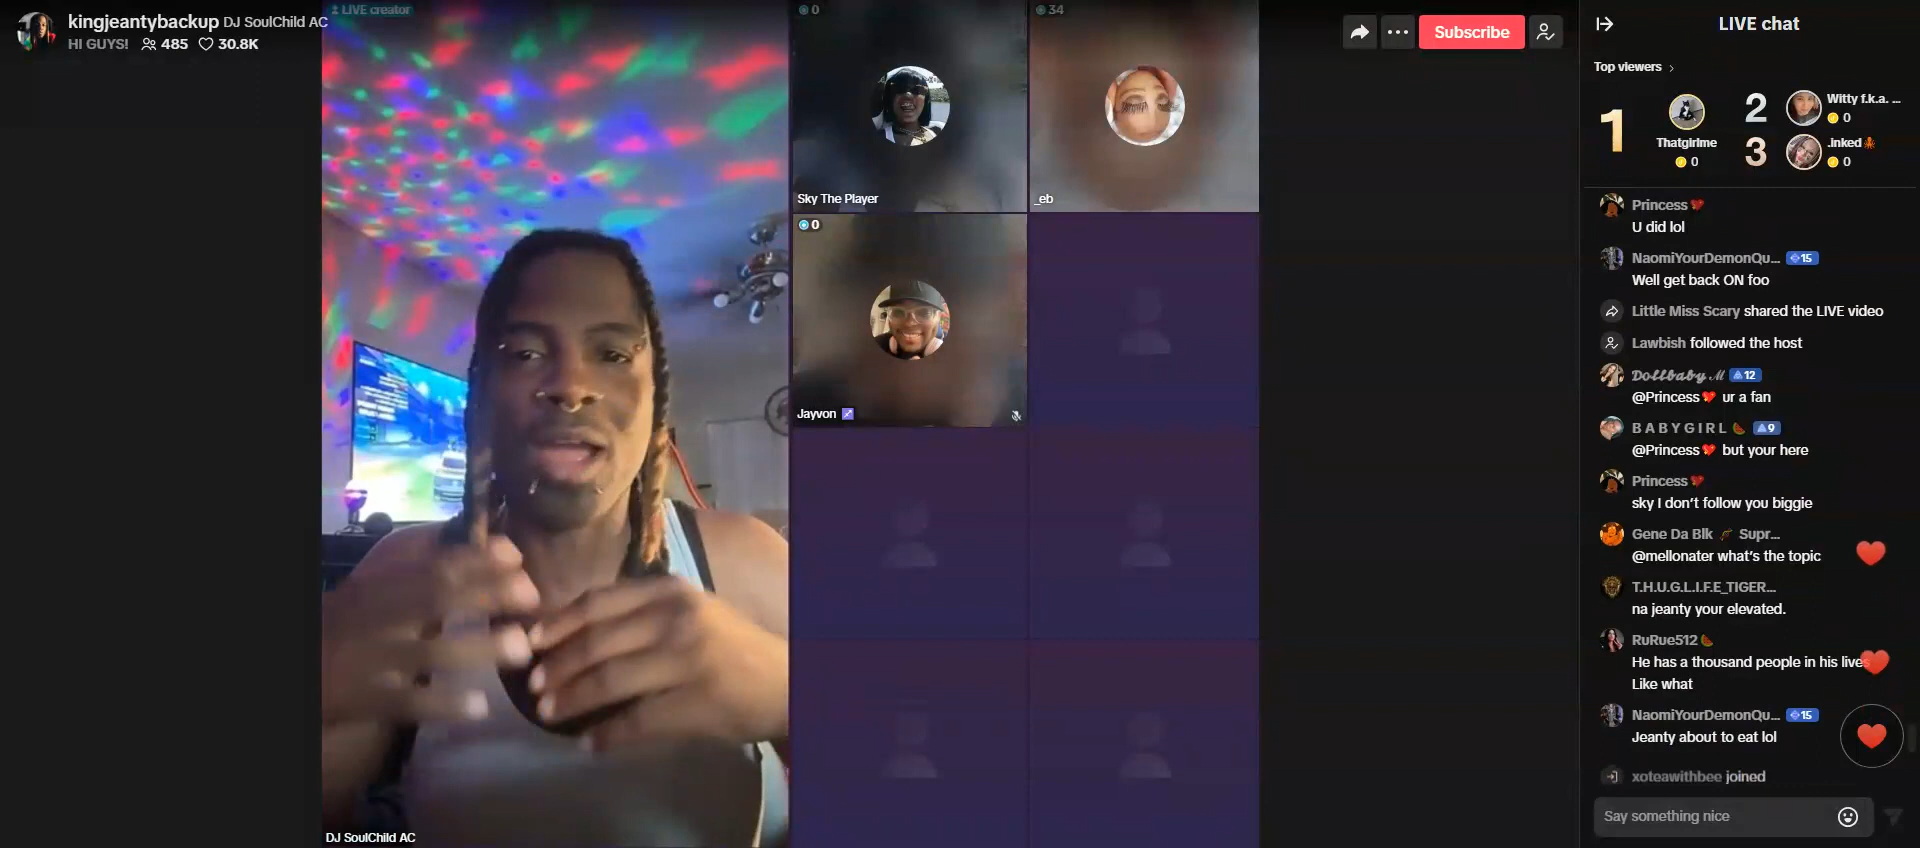 kingjeantybackup DJ SoulChild AC
HI GUYS! 485 30.8K
LIVE creator
0
34
Subscribe
Sky The Player
_eb
0
Jayvon
DJ SoulChild AC
LIVE chat
Top viewers
1
Thatgirlme
0
2
Witty f.k.a. ...
0
3
.inked
0
Princess
U did lol
NaomiYourDemonQu... 15
Well get back ON foo
Little Miss Scary shared the LIVE video
Lawbish followed the host
𝓓𝓸𝓵𝓵𝓫𝓪𝓫𝔂 ℳ 12
@Princess ur a fan
B A B Y G I R L 9
@Princess but your here
Princess
sky I don't follow you biggie
Gene Da Blk Supr...
@mellonater what's the topic
T.H.U.G.L.I.F.E_TIGER...
na jeanty your elevated.
RuRue512
He has a thousand people in his lives
Like what
NaomiYourDemonQu... 15
Jeanty about to eat lol
xoteawithbee joined
Say something nice